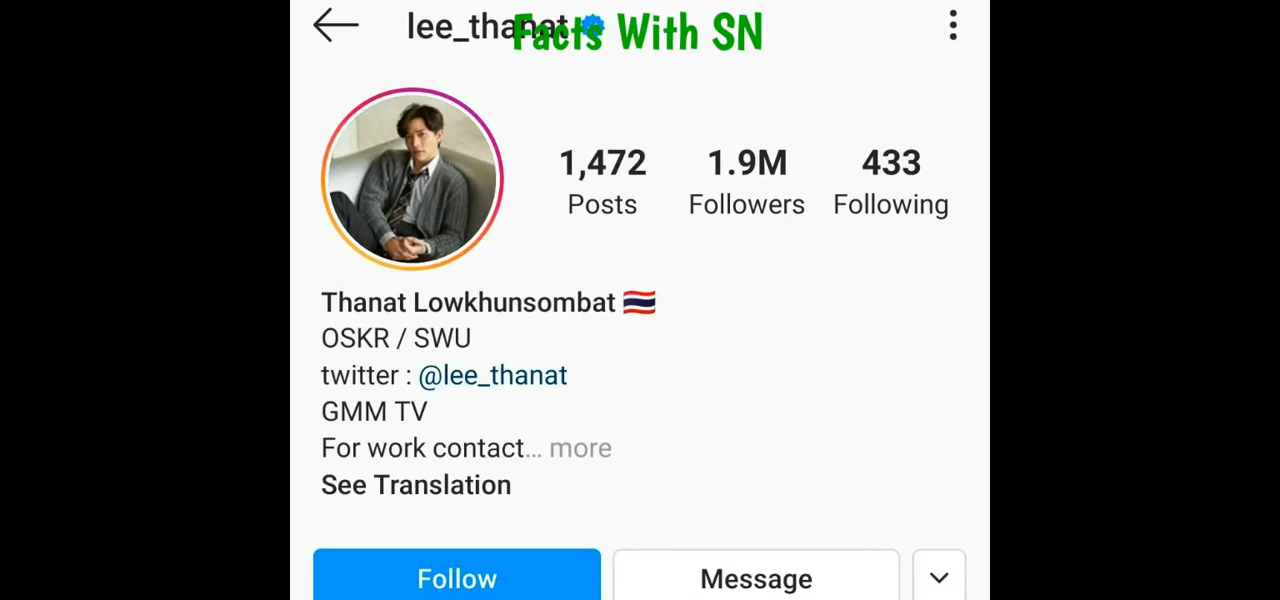 lee_thanat
Facts With SN
1,472 1.9M 433
Posts Followers Following
Thanat Lowkhunsombat 🇹🇭
OSKR / SWU
twitter : @lee_thanat
GMM TV
For work contact... more
See Translation
Follow Message